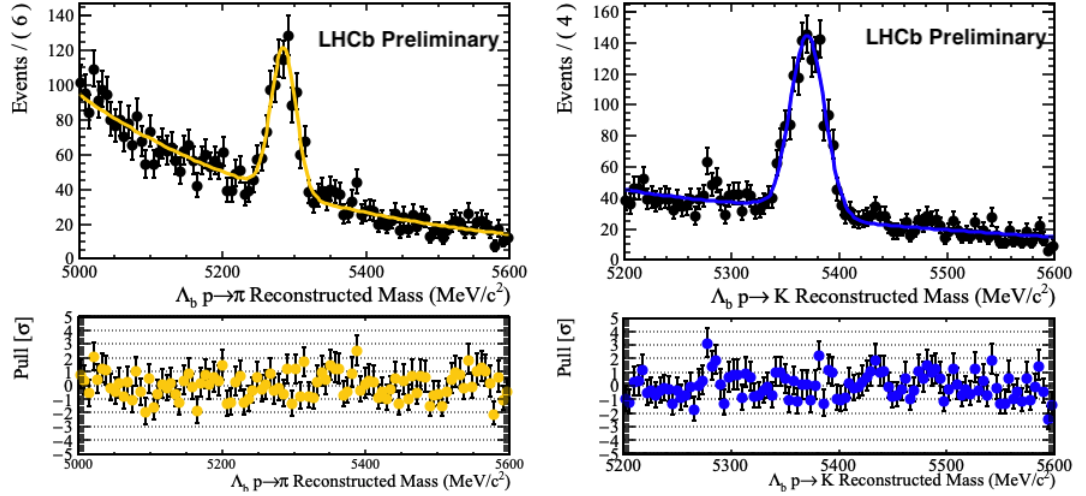 Events / ( 6 )
120
100
80
60
40
20
0
LHCb Preliminary
5000 5200 5400 5600
Λb p→π Reconstructed Mass (MeV/c²)
Pull [σ]
5
4
3
2
1
0
−1
−2
−3
−4
−5
5000 5200 5400 5600
Λb p→π Reconstructed Mass (MeV/c²)
Events / ( 4 )
160
140
120
100
80
60
40
20
0
LHCb Preliminary
5200 5300 5400 5500 5600
Λb p→ K Reconstructed Mass (MeV/c²)
Pull [σ]
5
4
3
2
1
0
−1
−2
−3
−4
−5
5200 5300 5400 5500 5600
Λb p→ K Reconstructed Mass (MeV/c²)